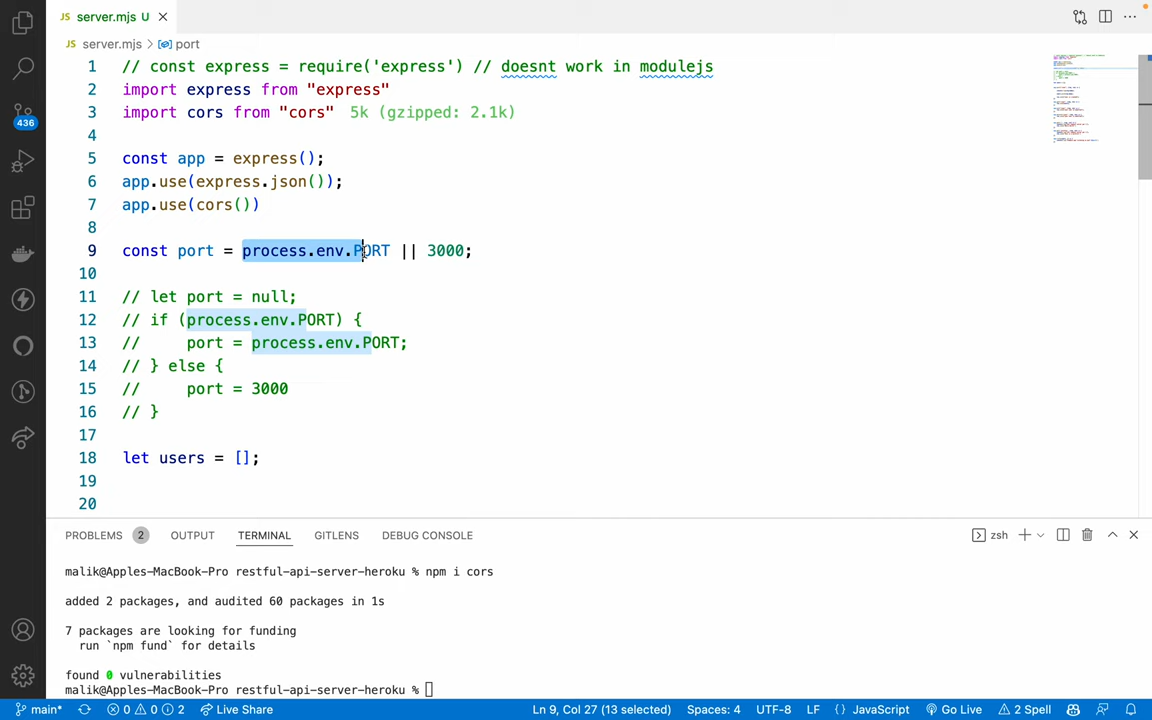 JS server.mjs U
JS server.mjs > port
1 // const express = require('express') // doesnt work in modulejs
2 import express from "express"
3 import cors from "cors" 5k (gzipped: 2.1k)
4
5 const app = express();
6 app.use(express.json());
7 app.use(cors())
8
9 const port = process.env.PORT || 3000;
10
11 // let port = null;
12 // if (process.env.PORT) {
13 //     port = process.env.PORT;
14 // } else {
15 //     port = 3000
16 // }
17
18 let users = [];
19
20
436
PROBLEMS 2 OUTPUT TERMINAL GITLENS DEBUG CONSOLE zsh
malik@Apples-MacBook-Pro restful-api-server-heroku % npm i cors
added 2 packages, and audited 60 packages in 1s
7 packages are looking for funding
run `npm fund` for details
found 0 vulnerabilities
malik@Apples-MacBook-Pro restful-api-server-heroku %
main* 0 0 2 Live Share Ln 9, Col 27 (13 selected) Spaces: 4 UTF-8 LF {} JavaScript Go Live 2 Spell